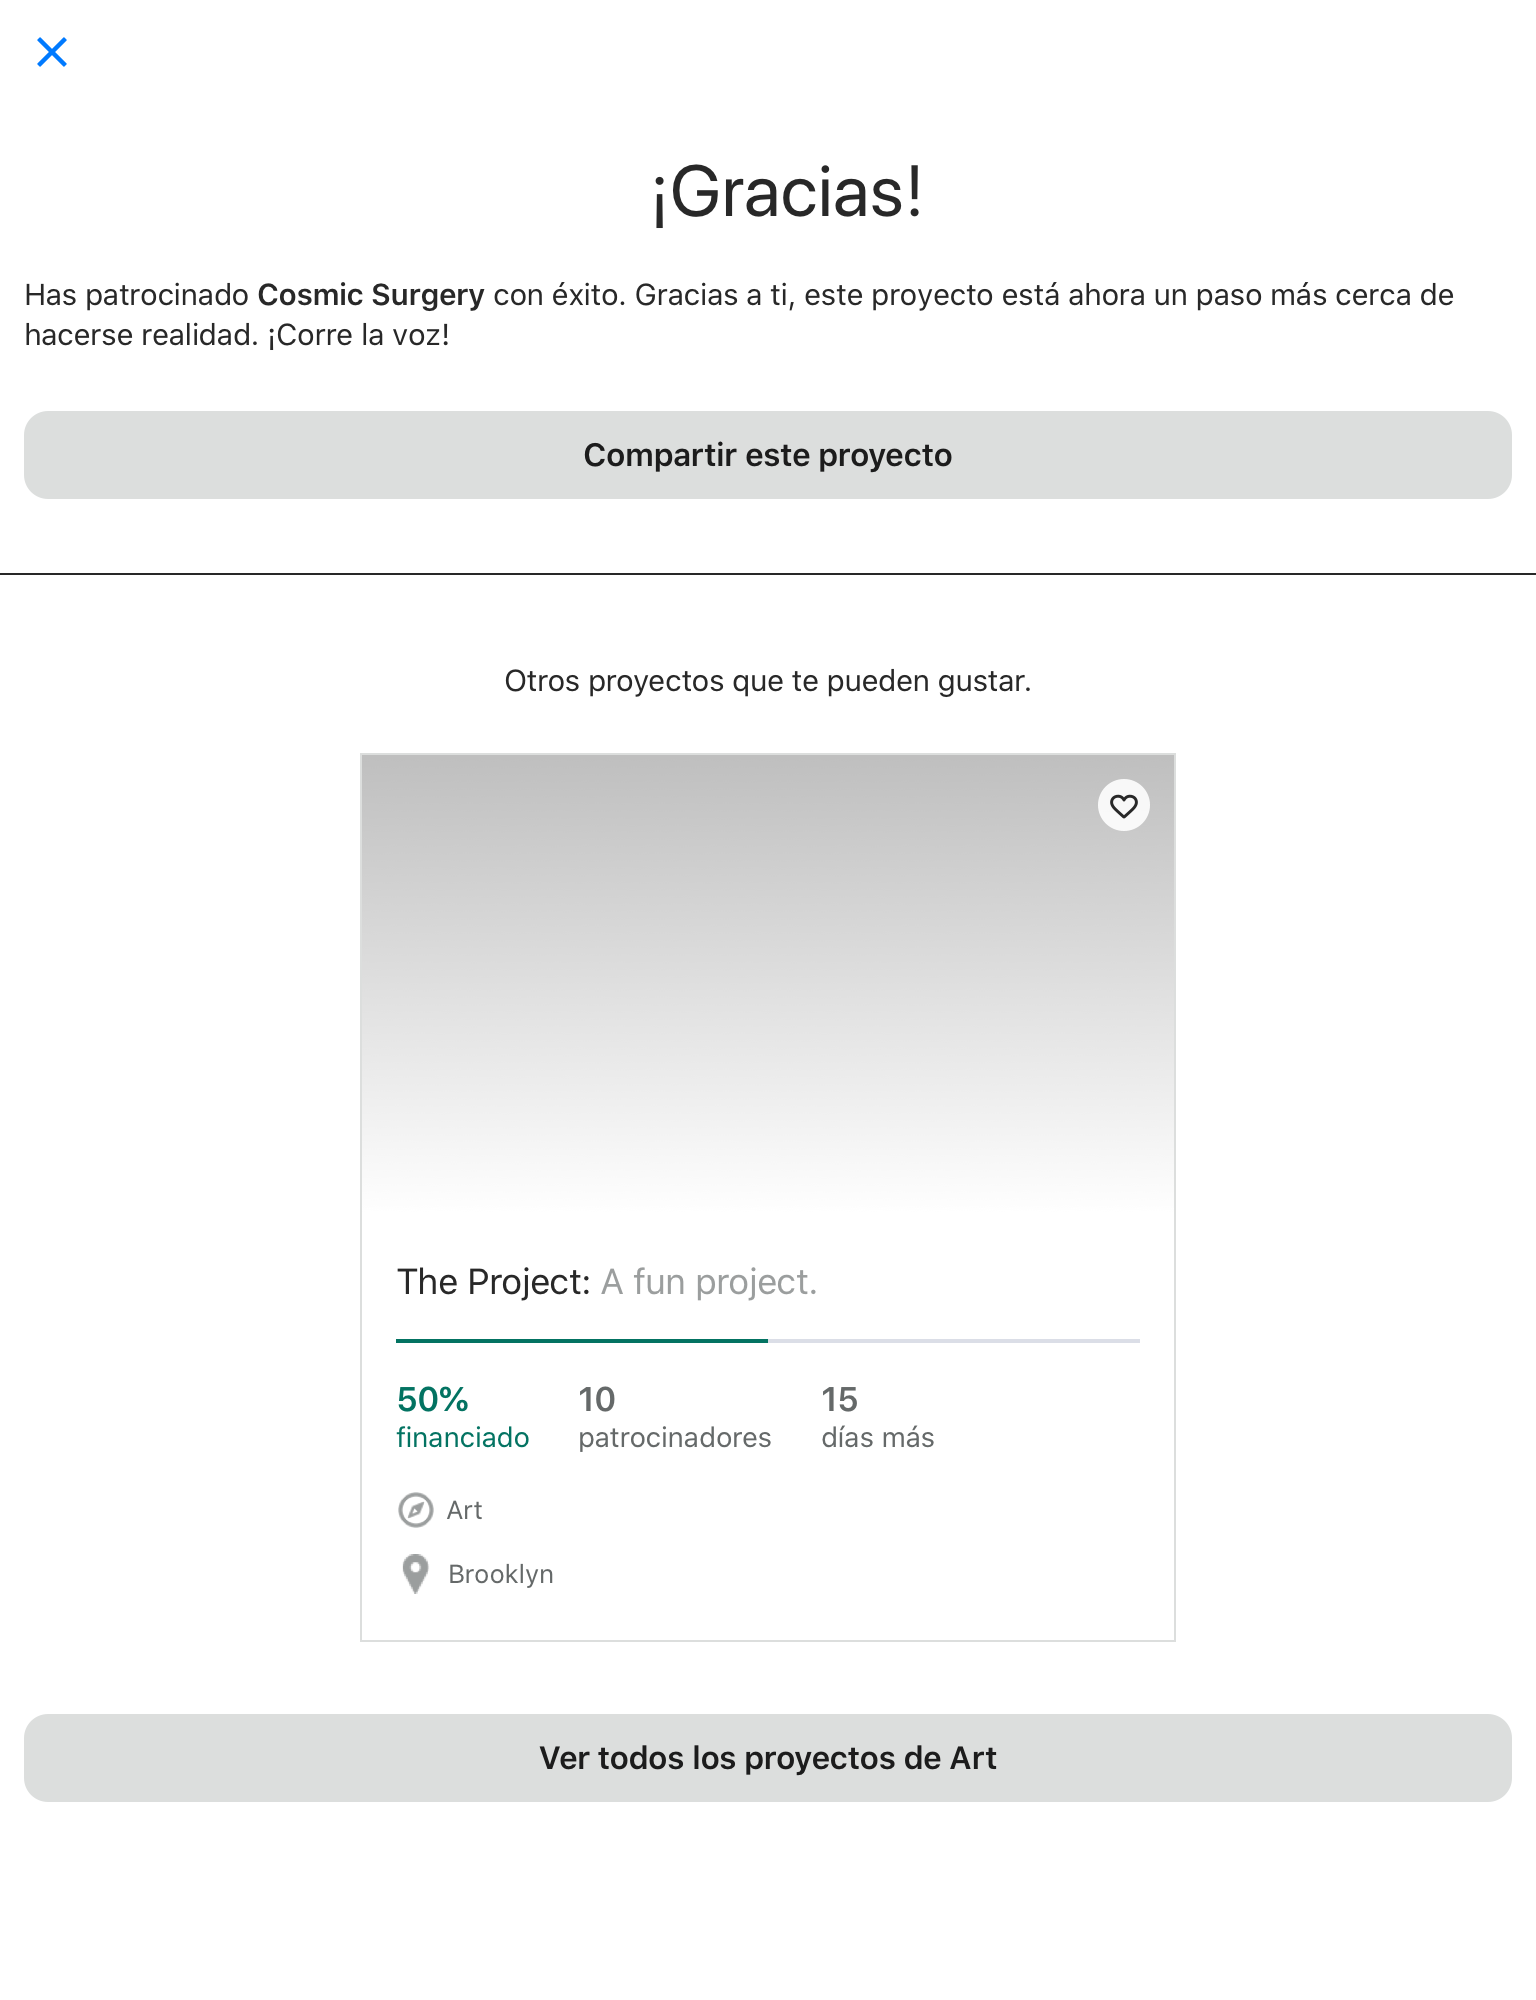 ¡Gracias!
Has patrocinado Cosmic Surgery con éxito. Gracias a ti, este proyecto está ahora un paso más cerca de
hacerse realidad. ¡Corre la voz!
Compartir este proyecto
Otros proyectos que te pueden gustar.
The Project: A fun project.
50% 10 15
financiado patrocinadores días más
Art
Brooklyn
Ver todos los proyectos de Art